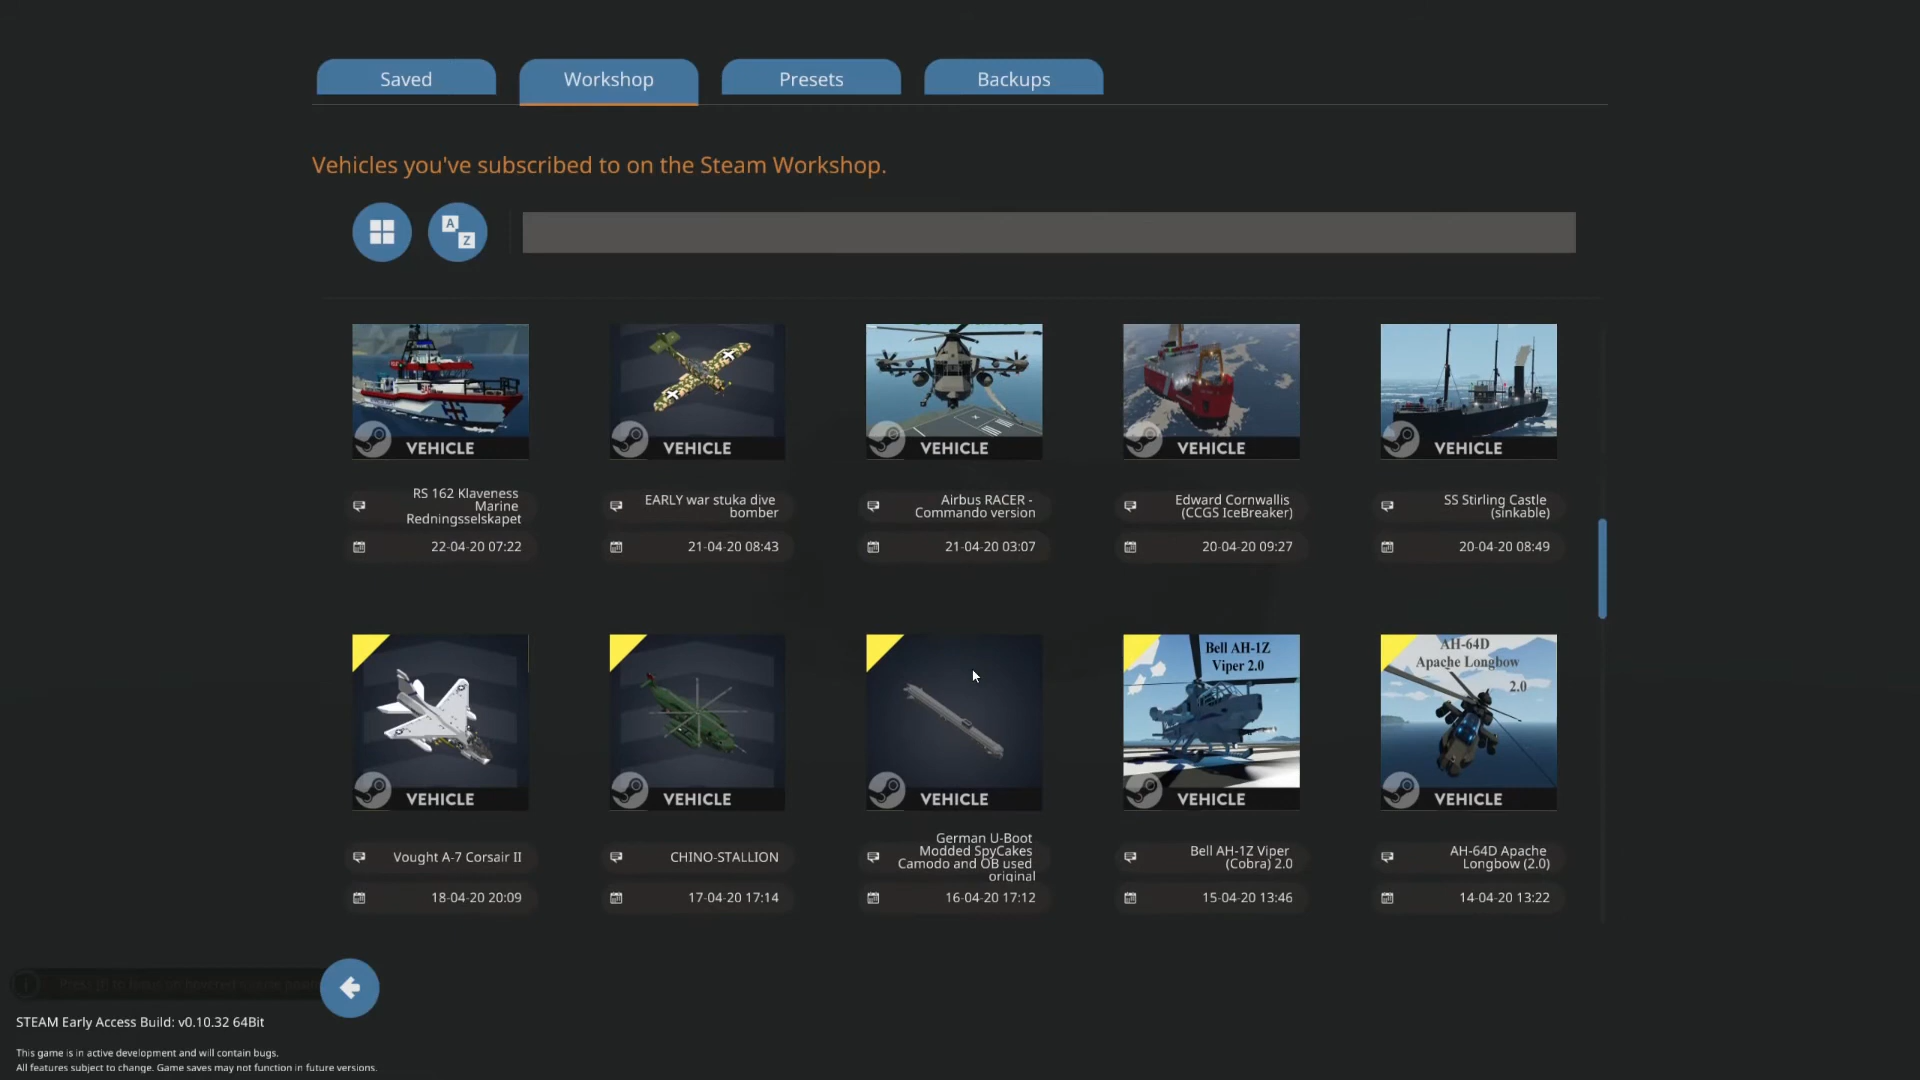 Saved
Workshop
Presets
Backups
Vehicles you've subscribed to on the Steam Workshop.
A
Z
VEHICLE
VEHICLE
VEHICLE
VEHICLE
VEHICLE
RS 162 Klaveness
Marine
Redningsselskapet
EARLY war stuka dive
bomber
Airbus RACER -
Commando version
Edward Cornwallis
(CCGS IceBreaker)
SS Stirling Castle
(sinkable)
22-04-20 07:22
21-04-20 08:43
21-04-20 03:07
20-04-20 09:27
20-04-20 08:49
Bell AH-1Z
Viper 2.0
AH-64D
Apache Longbow
2.0
VEHICLE
VEHICLE
VEHICLE
VEHICLE
VEHICLE
Vought A-7 Corsair II
CHINO-STALLION
German U-Boot
Modded SpyCakes
Camodo and OB used
original
Bell AH-1Z Viper
(Cobra) 2.0
AH-64D Apache
Longbow (2.0)
18-04-20 20:09
17-04-20 17:14
16-04-20 17:12
15-04-20 13:46
14-04-20 13:22
STEAM Early Access Build: v0.10.32 64Bit
This game is in active development and will contain bugs.
All features subject to change. Game saves may not function in future versions.